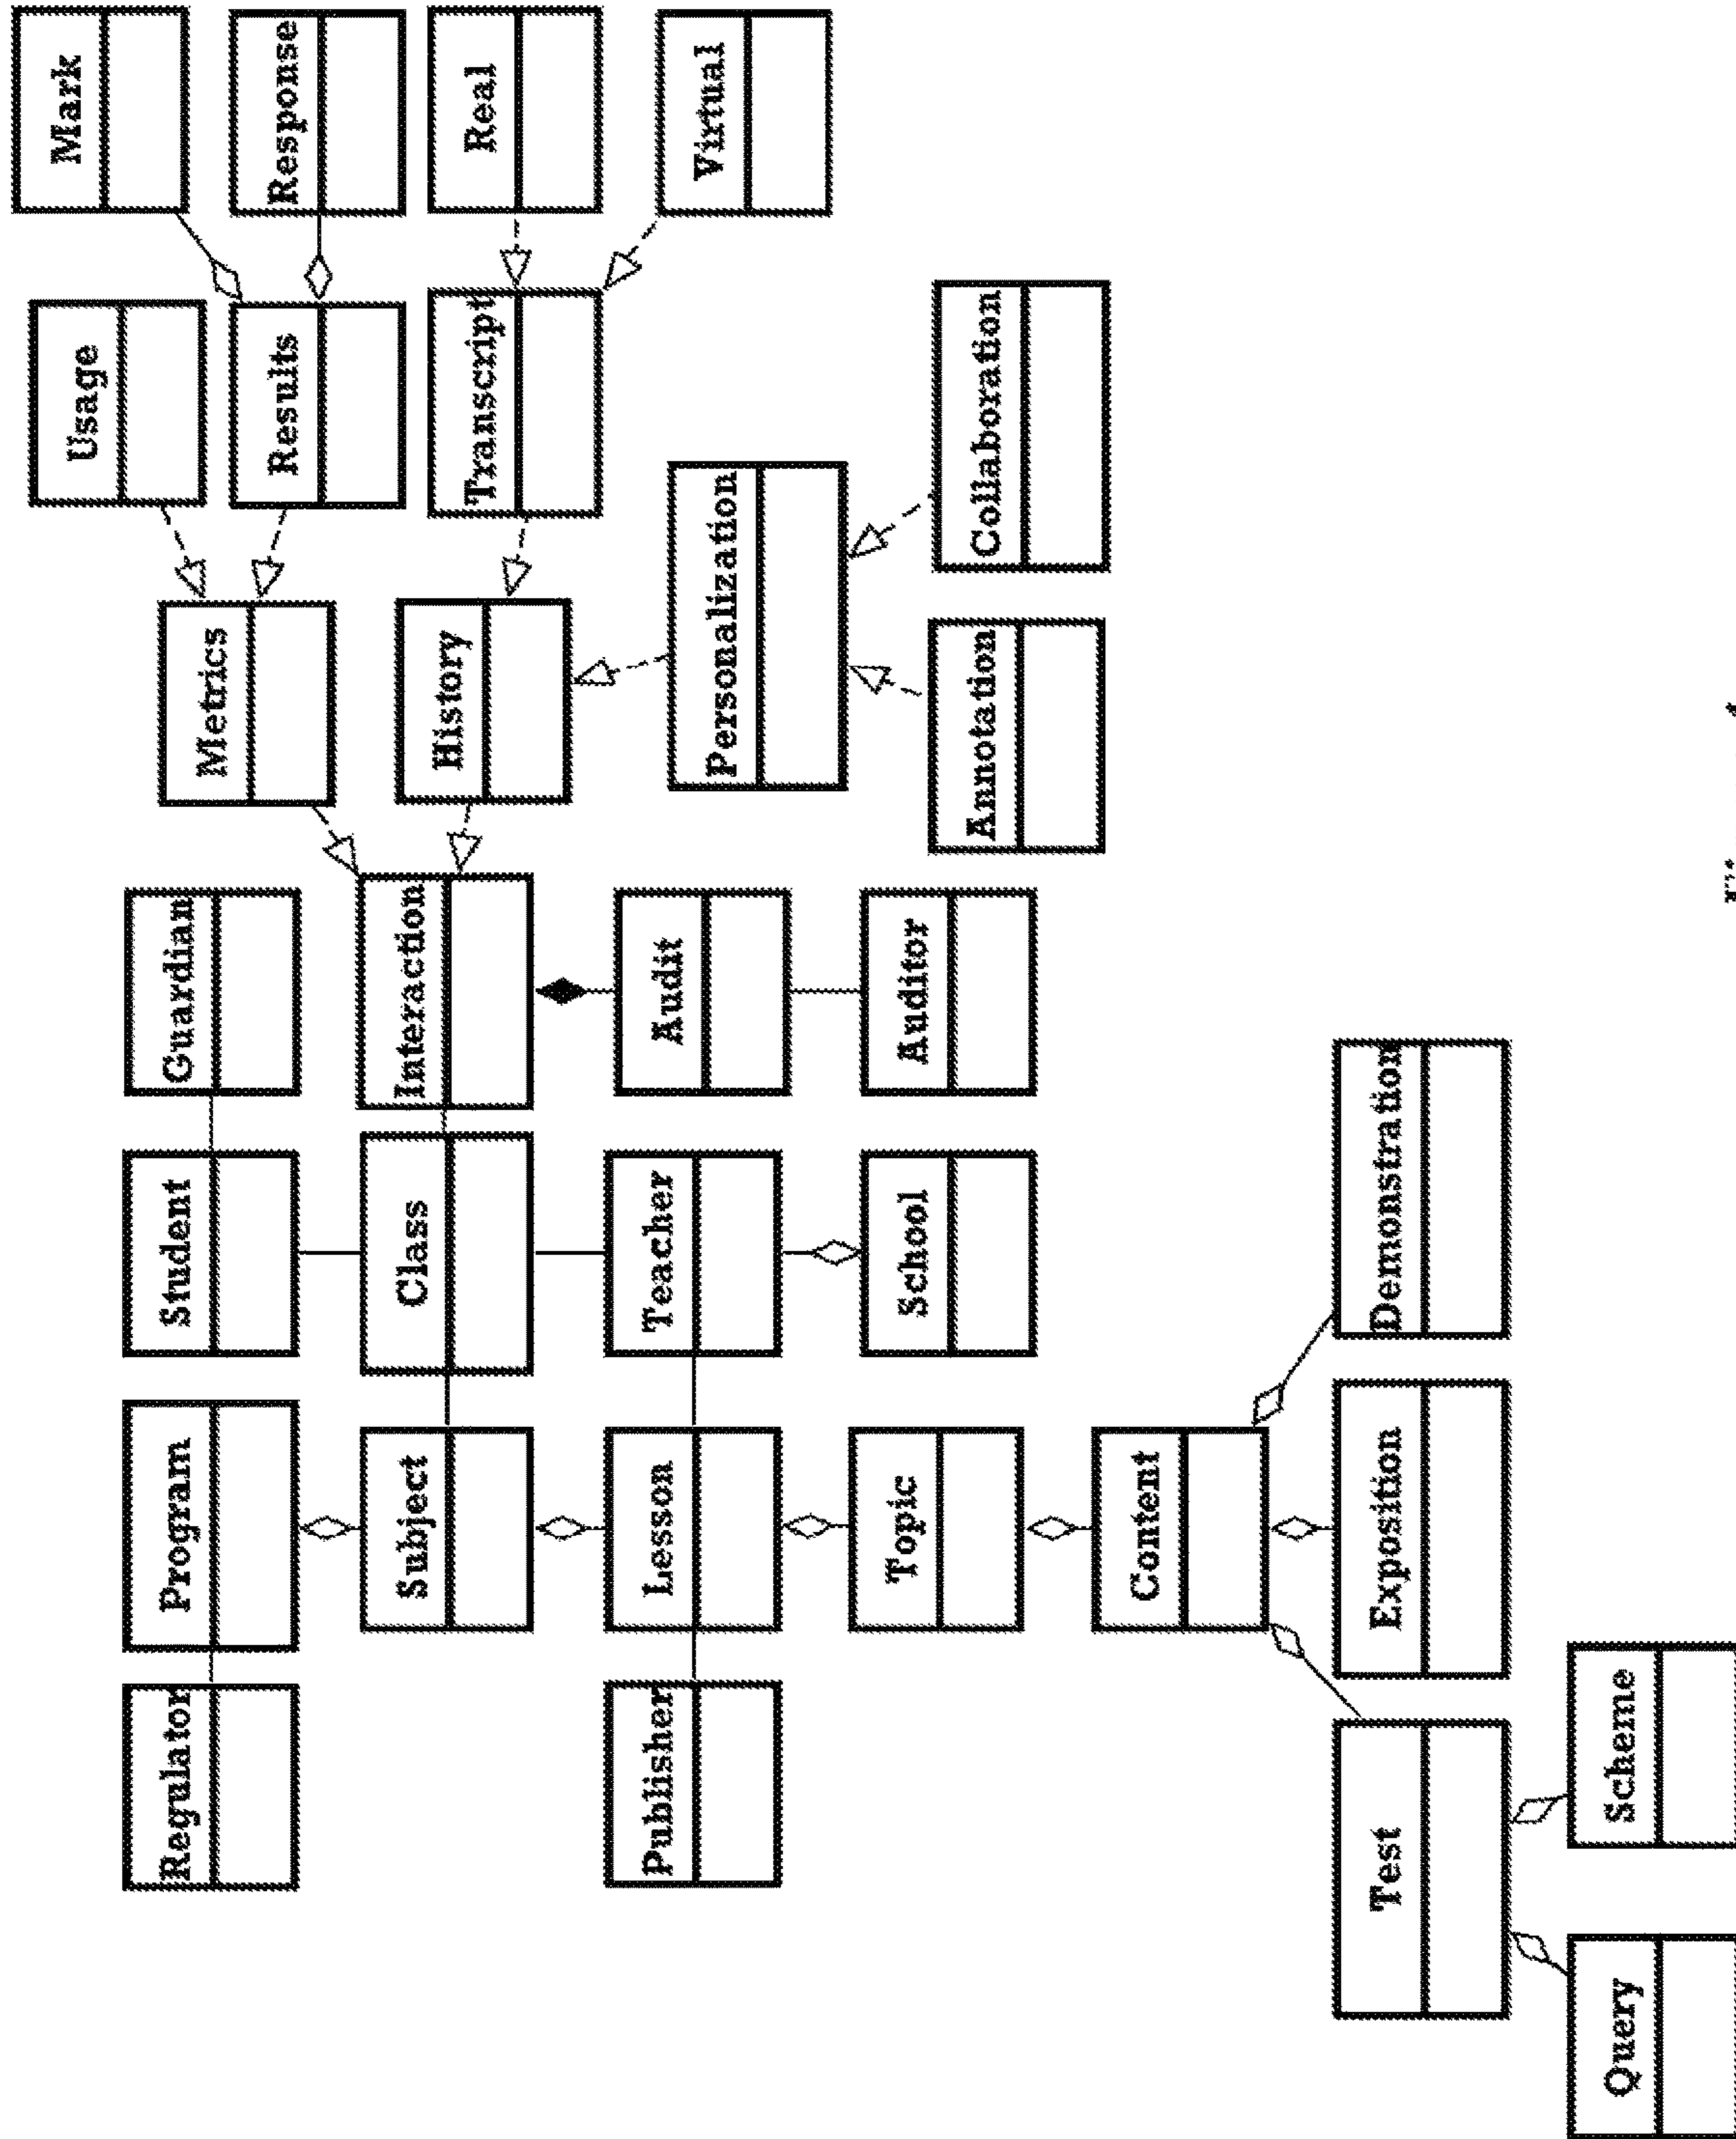 Mark
Usage
Regulator
Program
Student
Guardian
Metrics
Results
Response
Subject
Class
Interaction
History
Transcript
Real
Publisher
Lesson
Teacher
Audit
Personalization
Virtual
Topic
School
Auditor
Annotation
Collaboration
Content
Test
Exposition
Demonstration
Query
Scheme